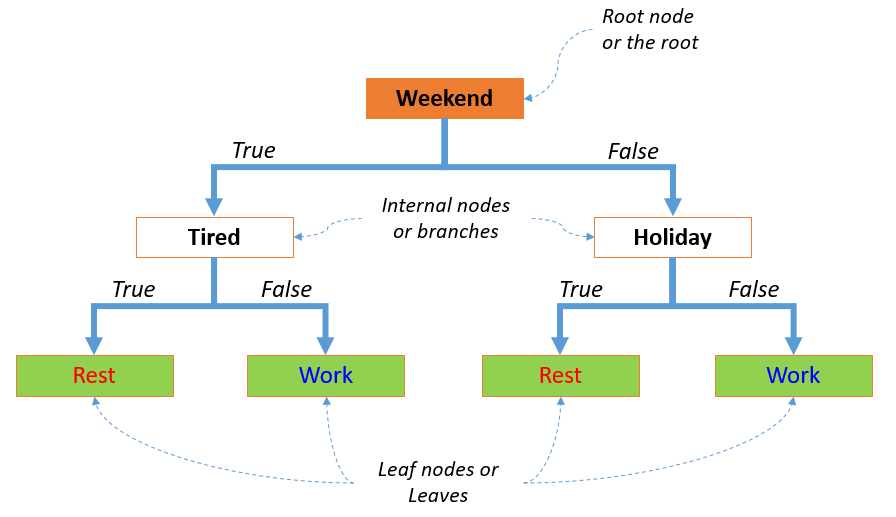 Root node
or the root
Weekend
True
False
Internal nodes
or branches
Tired
Holiday
True
False
True
False
Rest
Work
Rest
Work
Leaf nodes or
Leaves